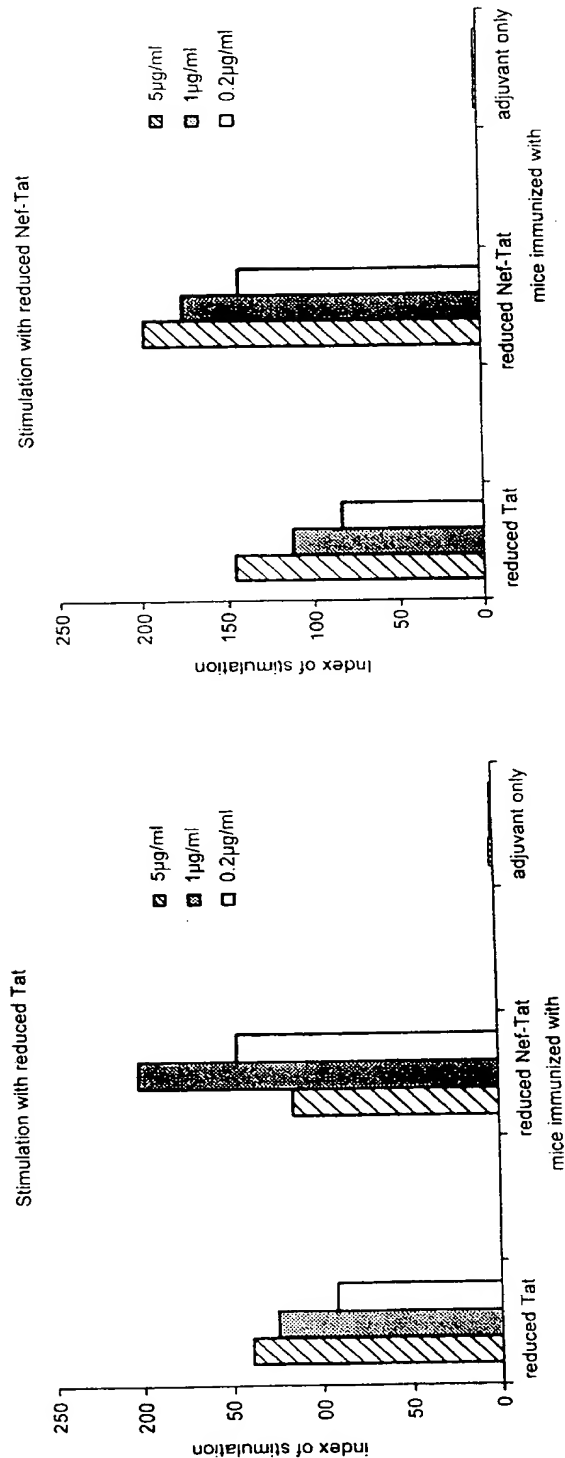 Stimulation with reduced Tat
250
200
50
00
50
0
index of stimulation
5µg/ml
1µg/ml
0.2µg/ml
reduced Tat
reduced Nef-Tat
adjuvant only
mice immunized with
Stimulation with reduced Nef-Tat
250
200
150
100
50
0
Index of stimulation
5µg/ml
1µg/ml
0.2µg/ml
reduced Tat
reduced Nef-Tat
adjuvant only
mice immunized with